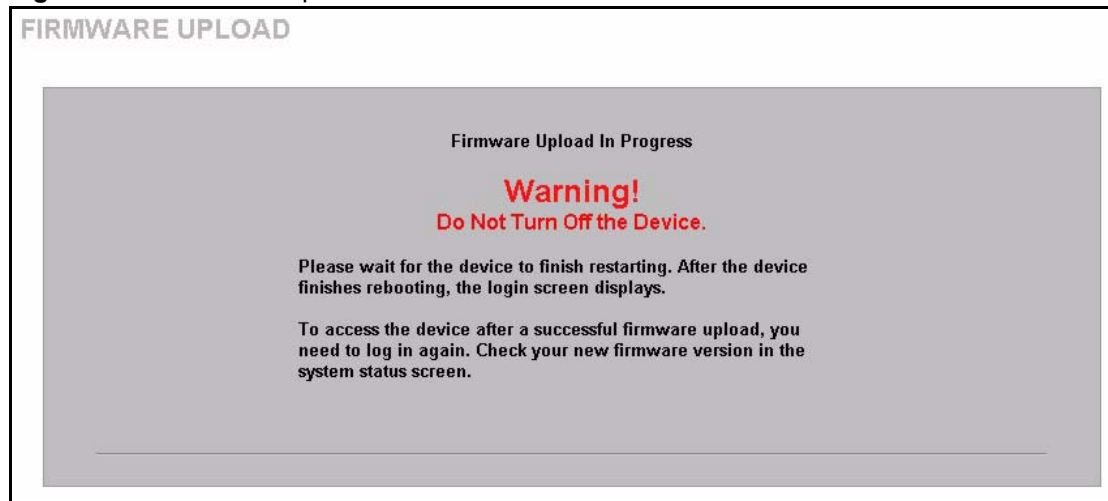 FIRMWARE UPLOAD
Firmware Upload In Progress
Warning!
Do Not Turn Off the Device.
Please wait for the device to finish restarting. After the device
finishes rebooting, the login screen displays.
To access the device after a successful firmware upload, you
need to log in again. Check your new firmware version in the
system status screen.